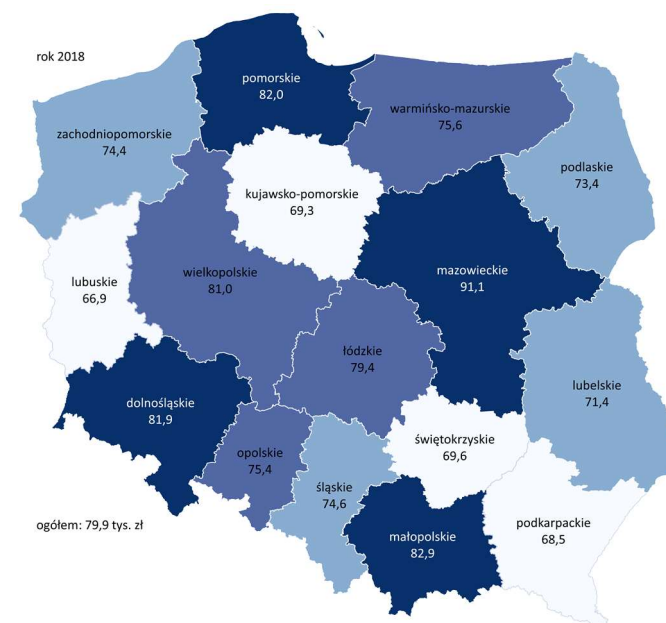 rok 2018
pomorskie
82,0
warmińsko-mazurskie
75,6
zachodniopomorskie
74,4
podlaskie
73,4
kujawsko-pomorskie
69,3
wielkopolskie
81,0
mazowieckie
91,1
lubuskie
66,9
łódzkie
79,4
lubelskie
71,4
dolnośląskie
81,9
świętokrzyskie
69,6
opolskie
75,4
śląskie
74,6
podkarpackie
68,5
małopolskie
82,9
ogółem: 79,9 tys. zł